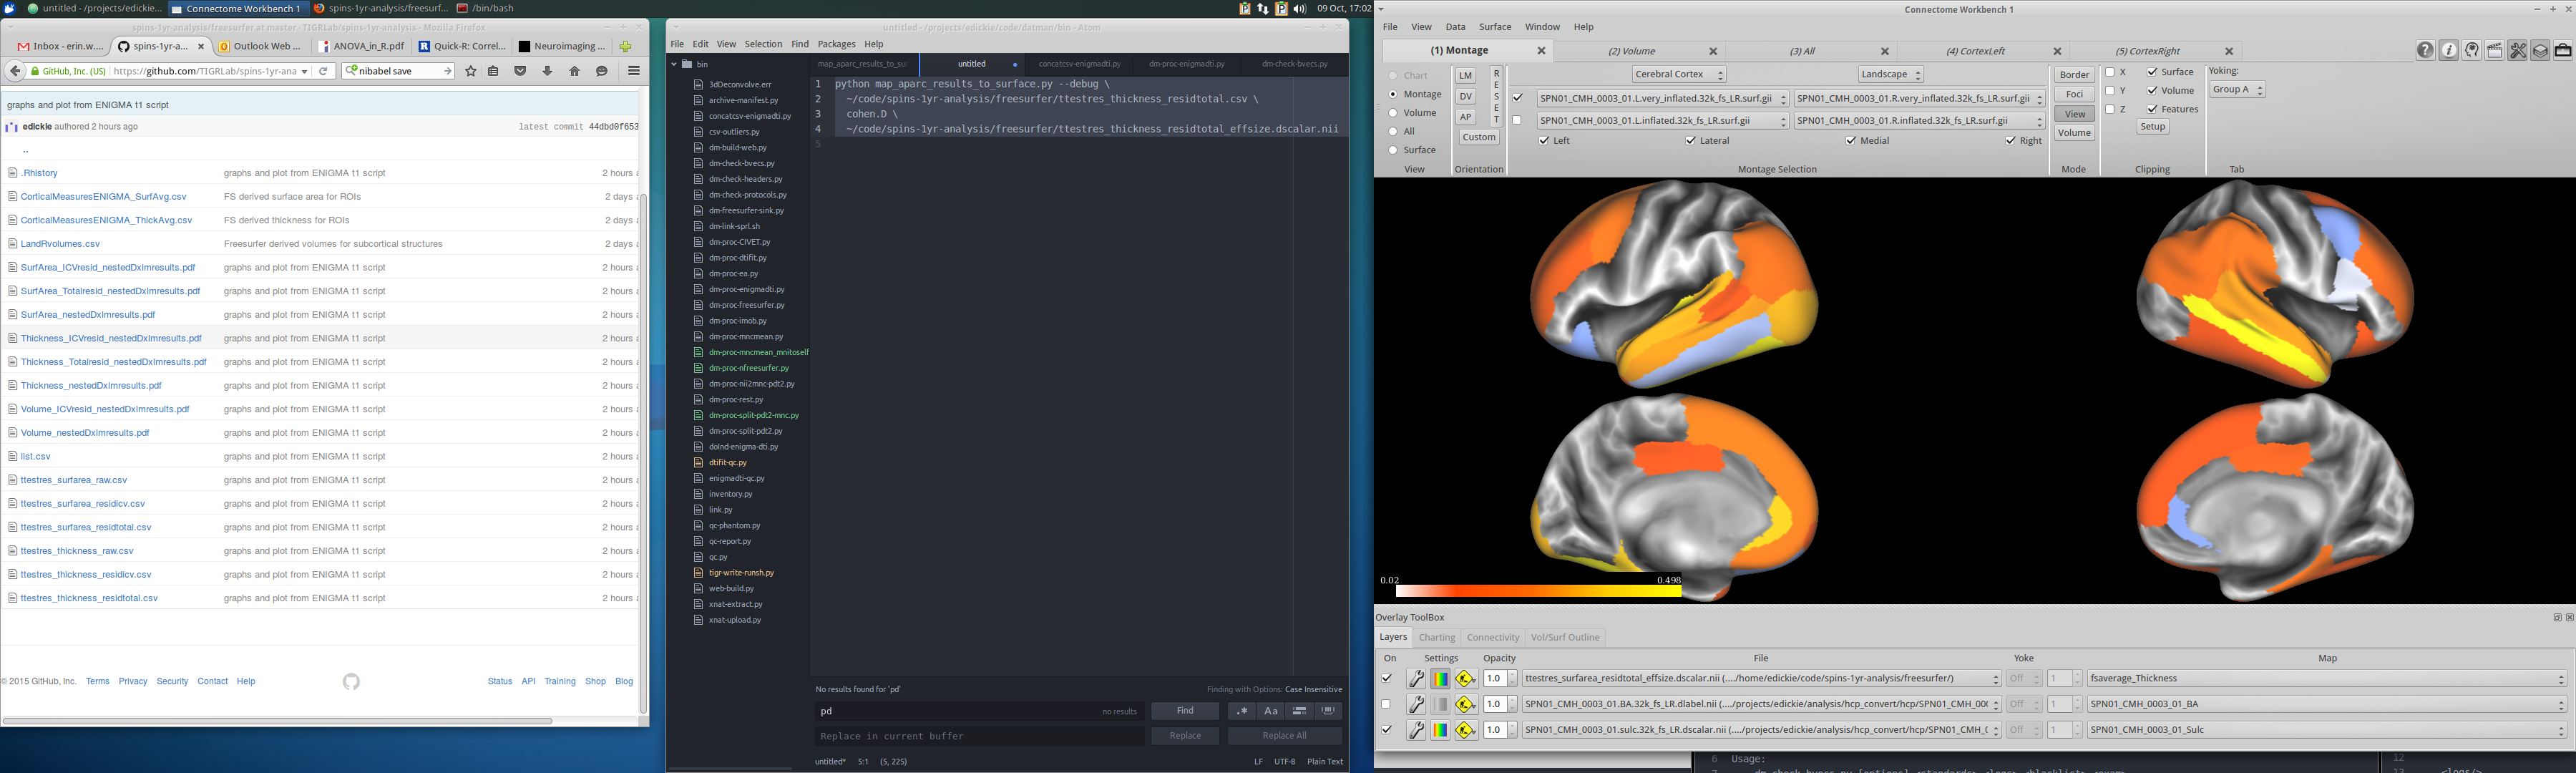 untitled - /projects/edickie...
Connectome Workbench 1
spins-1yr-analysis/freesurf...
/bin/bash
09 Oct, 17:02
spins-1yr-analysis/freesurfer at master · TIGRLab/spins-1yr-analysis - Mozilla Firefox
Inbox - erin.w....
spins-1yr-a...
Outlook Web ...
ANOVA_in_R.pdf
Quick-R: Correl...
Neuroimaging ...
GitHub, Inc. (US)
https://github.com/TIGRLab/spins-1yr-ana
nibabel save
graphs and plot from ENIGMA t1 script
edickie authored 2 hours ago
latest commit 44dbd0f653
..
.Rhistory graphs and plot from ENIGMA t1 script 2 hours
CorticalMeasuresENIGMA_SurfAvg.csv FS derived surface area for ROIs 2 days
CorticalMeasuresENIGMA_ThickAvg.csv FS derived thickness for ROIs 2 days
LandRvolumes.csv Freesurfer derived volumes for subcortical structures 2 days
SurfArea_ICVresid_nestedDxlmresults.pdf graphs and plot from ENIGMA t1 script 2 hours
SurfArea_Totalresid_nestedDxlmresults.pdf graphs and plot from ENIGMA t1 script 2 hours
SurfArea_nestedDxlmresults.pdf graphs and plot from ENIGMA t1 script 2 hours
Thickness_ICVresid_nestedDxlmresults.pdf graphs and plot from ENIGMA t1 script 2 hours
Thickness_Totalresid_nestedDxlmresults.pdf graphs and plot from ENIGMA t1 script 2 hours
Thickness_nestedDxlmresults.pdf graphs and plot from ENIGMA t1 script 2 hours
Volume_ICVresid_nestedDxlmresults.pdf graphs and plot from ENIGMA t1 script 2 hours
Volume_nestedDxlmresults.pdf graphs and plot from ENIGMA t1 script 2 hours
list.csv graphs and plot from ENIGMA t1 script 2 hours
ttestres_surfarea_raw.csv graphs and plot from ENIGMA t1 script 2 hours
ttestres_surfarea_residicv.csv graphs and plot from ENIGMA t1 script 2 hours
ttestres_surfarea_residtotal.csv graphs and plot from ENIGMA t1 script 2 hours
ttestres_thickness_raw.csv graphs and plot from ENIGMA t1 script 2 hours
ttestres_thickness_residicv.csv graphs and plot from ENIGMA t1 script 2 hours
ttestres_thickness_residtotal.csv graphs and plot from ENIGMA t1 script 2 hours
© 2015 GitHub, Inc. Terms Privacy Security Contact Help
Status API Training Shop Blog
untitled - /projects/edickie/code/datman/bin - Atom
File Edit View Selection Find Packages Help
bin
3dDeconvolve.err
archive-manifest.py
concatcsv-enigmadti.py
csv-outliers.py
dm-build-web.py
dm-check-bvecs.py
dm-check-headers.py
dm-check-protocols.py
dm-freesurfer-sink.py
dm-link-sprl.sh
dm-proc-CIVET.py
dm-proc-dtifit.py
dm-proc-ea.py
dm-proc-enigmadti.py
dm-proc-freesurfer.py
dm-proc-imob.py
dm-proc-mncmean.py
dm-proc-mncmean_mnitoself
dm-proc-nfreesurfer.py
dm-proc-nii2mnc-pdt2.py
dm-proc-rest.py
dm-proc-split-pdt2-mnc.py
dm-proc-split-pdt2.py
doInd-enigma-dti.py
dtifit-qc.py
enigmadti-qc.py
inventory.py
link.py
qc-phantom.py
qc-report.py
qc.py
tigr-write-runsh.py
web-build.py
xnat-extract.py
xnat-upload.py
map_aparc_results_to_su
untitled
concatcsv-enigmadti.py
dm-proc-enigmadti.py
dm-check-bvecs.py
1 python map_aparc_results_to_surface.py --debug \
2 ~/code/spins-1yr-analysis/freesurfer/ttestres_thickness_residtotal.csv \
3 cohen.D \
4 ~/code/spins-1yr-analysis/freesurfer/ttestres_thickness_residtotal_effsize.dscalar.nii
5
No results found for 'pd'
Finding with Options: Case Insensitive
pd
no results
Find
.*
Aa
Replace in current buffer
Replace
Replace All
untitled* 5:1 (5, 225)
LF UTF-8 Plain Text
Connectome Workbench 1
File View Data Surface Window Help
(1) Montage
(2) Volume
(3) All
(4) CortexLeft
(5) CortexRight
Chart
Montage
Volume
All
Surface
View
LM
DV
AP
Custom
Orientation
R
E
S
E
T
Cerebral Cortex
Landscape
SPN01_CMH_0003_01.L.very_inflated.32k_fs_LR.surf.gii
SPN01_CMH_0003_01.R.very_inflated.32k_fs_LR.surf.gii
SPN01_CMH_0003_01.L.inflated.32k_fs_LR.surf.gii
SPN01_CMH_0003_01.R.inflated.32k_fs_LR.surf.gii
Left Lateral Medial Right
Montage Selection
Border
Foci
View
Volume
Mode
X Surface
Y Volume
Z Features
Setup
Clipping
Yoking:
Group A
Tab
0.02 0.498
Overlay ToolBox
Layers Charting Connectivity Vol/Surf Outline
On Settings Opacity File Yoke Map
1.0 ttestres_surfarea_residtotal_effsize.dscalar.nii (..../home/edickie/code/spins-1yr-analysis/freesurfer/) Off 1 fsaverage_Thickness
1.0 SPN01_CMH_0003_01.BA.32k_fs_LR.dlabel.nii (..../projects/edickie/analysis/hcp_convert/hcp/SPN01_CMH_00( Off 1 SPN01_CMH_0003_01_BA
1.0 SPN01_CMH_0003_01.sulc.32k_fs_LR.dscalar.nii (..../projects/edickie/analysis/hcp_convert/hcp/SPN01_CMH_( Off 1 SPN01_CMH_0003_01_Sulc
6 Usage:
12